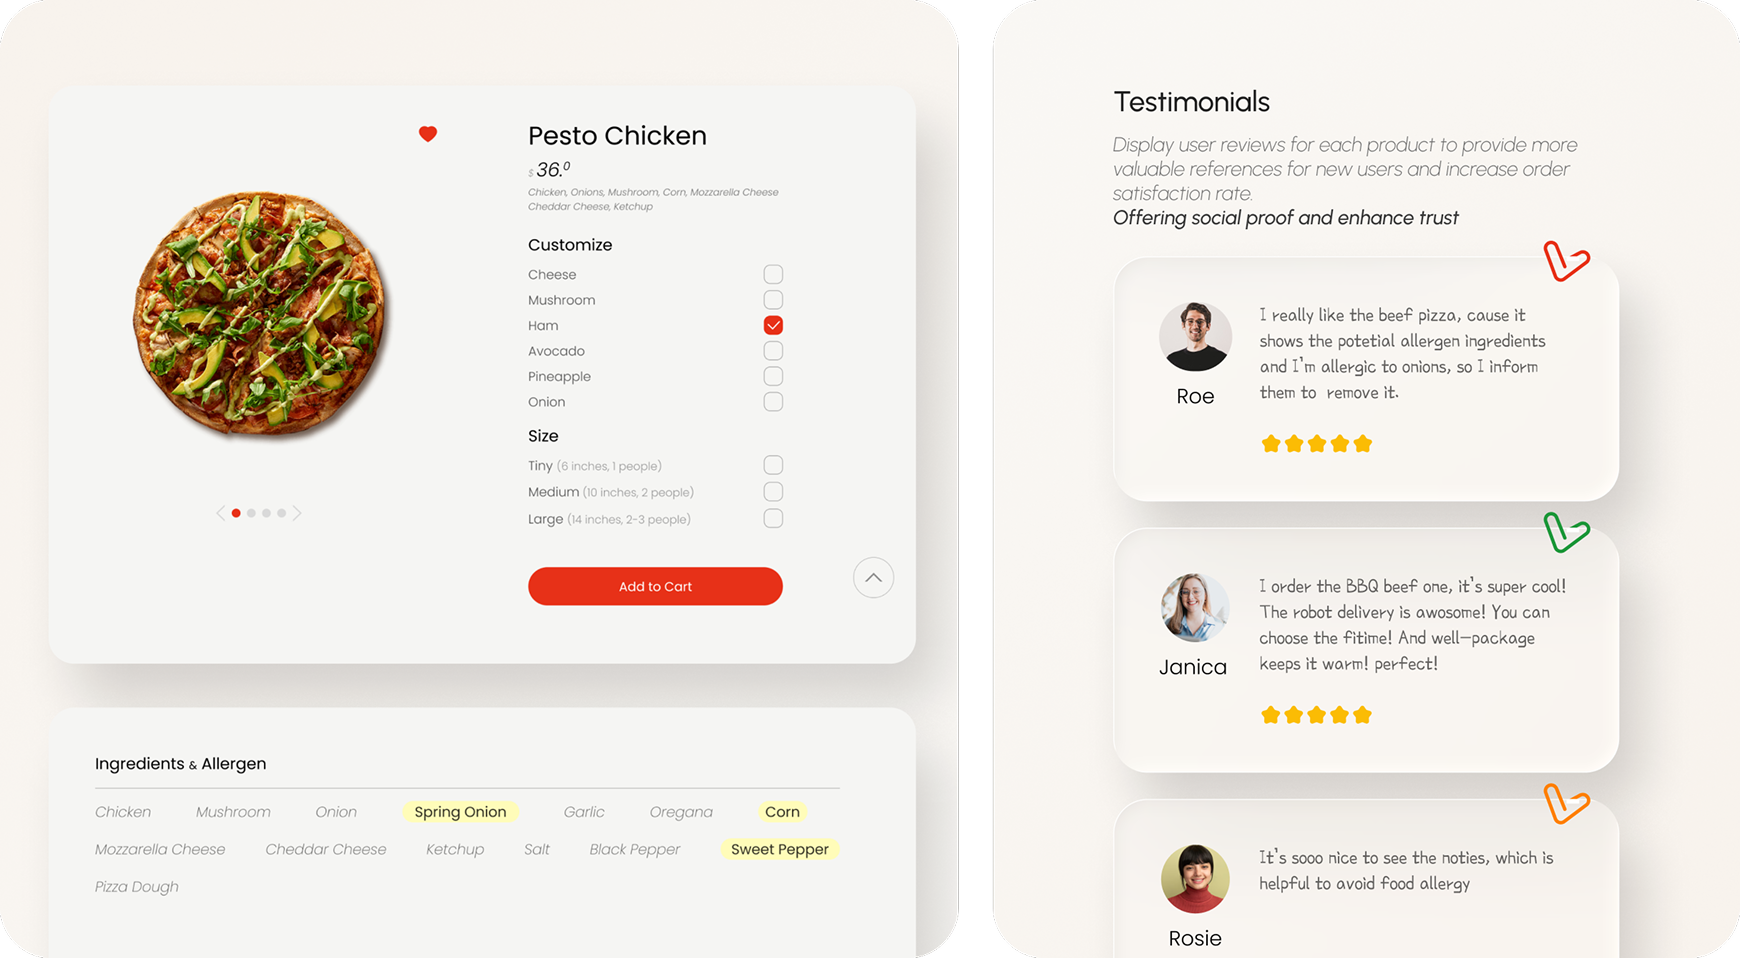 Pesto Chicken
$ 36.0
Chicken, Onions, Mushroom, Corn, Mozzarella Cheese
Cheddar Cheese, Ketchup
Customize
Cheese
Mushroom
Ham
Avocado
Pineapple
Onion
Size
Tiny (6 inches, 1 people)
Medium (10 inches, 2 people)
Large (14 inches, 2-3 people)
Add to Cart
Ingredients & Allergen
Chicken Mushroom Onion Spring Onion Garlic Oregana Corn
Mozzarella Cheese Cheddar Cheese Ketchup Salt Black Pepper Sweet Pepper
Pizza Dough
Testimonials
Display user reviews for each product to provide more
valuable references for new users and increase order
satisfaction rate.
Offering social proof and enhance trust
I really like the beef pizza, cause it
shows the potetial allergen ingredients
and I'm allergic to onions, so I inform
them to remove it.
Roe
I order the BBQ beef one, it's super cool!
The robot delivery is awosome! You can
choose the fitime! And well-package
keeps it warm! perfect!
Janica
It's sooo nice to see the noties, which is
helpful to avoid food allergy
Rosie